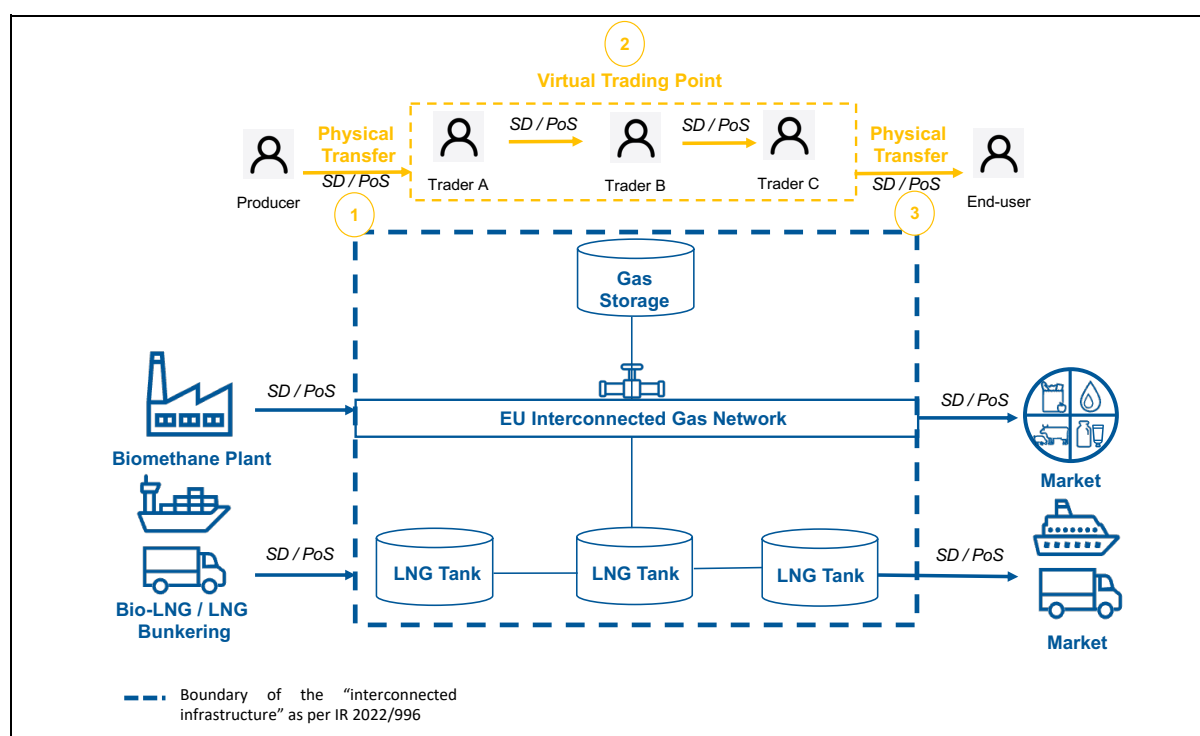 2
Virtual Trading Point
SD / PoS
SD / PoS
Physical
Transfer
SD / PoS
Physical
Transfer
SD / PoS
Trader A
Trader B
Trader C
Producer
End-user
1
3
Gas
Storage
SD / PoS
SD / PoS
EU Interconnected Gas Network
Biomethane Plant
Market
SD / PoS
LNG Tank
LNG Tank
LNG Tank
SD / PoS
Bio-LNG / LNG
Bunkering
Market
Boundary of the "interconnected
infrastructure" as per IR 2022/996